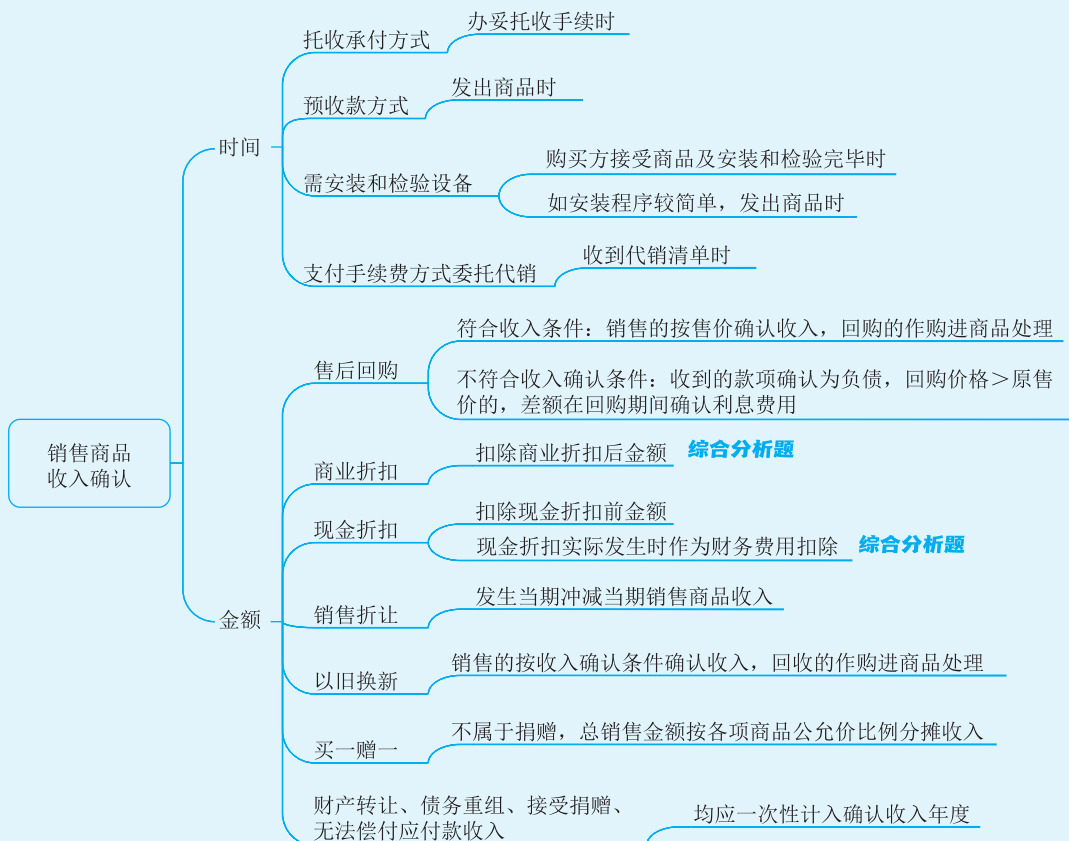 销售商品
收入确认
时间
托收承付方式
办妥托收手续时
预收款方式
发出商品时
需安装和检验设备
购买方接受商品及安装和检验完毕时
如安装程序较简单，发出商品时
支付手续费方式委托代销
收到代销清单时
金额
售后回购
符合收入条件：销售的按售价确认收入，回购的作购进商品处理
不符合收入确认条件：收到的款项确认为负债，回购价格＞原售
价的，差额在回购期间确认利息费用
商业折扣
扣除商业折扣后金额 综合分析题
现金折扣
扣除现金折扣前金额
现金折扣实际发生时作为财务费用扣除 综合分析题
销售折让
发生当期冲减当期销售商品收入
以旧换新
销售的按收入确认条件确认收入，回收的作购进商品处理
买一赠一
不属于捐赠，总销售金额按各项商品公允价比例分摊收入
财产转让、债务重组、接受捐赠、
无法偿付应付款收入
均应一次性计入确认收入年度